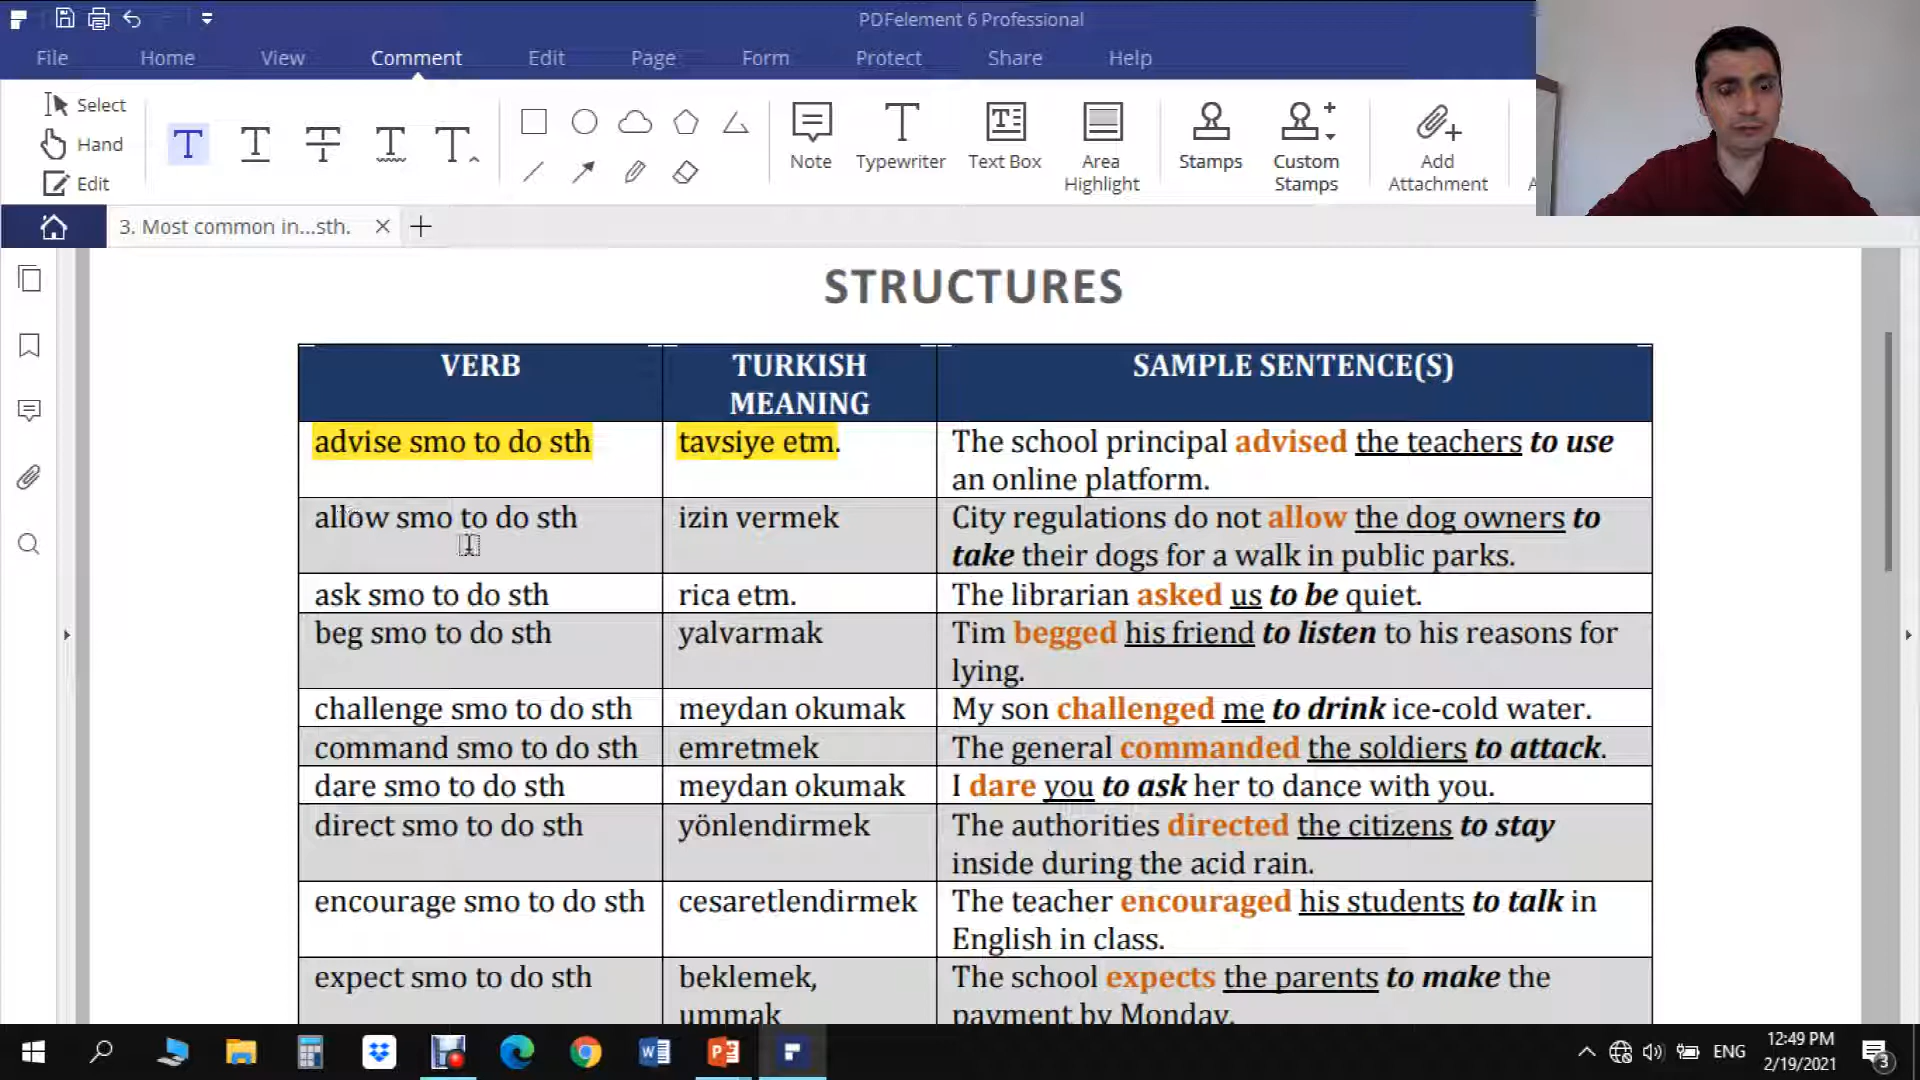 PDFelement 6 Professional
File Home View Comment Edit Page Form Protect Share Help
Select
Hand
Edit
Note
Typewriter
Text Box
Area
Highlight
Stamps
Custom
Stamps
Add
Attachment
3. Most common in...sth.
STRUCTURES
VERB
TURKISH
MEANING
SAMPLE SENTENCE(S)
advise smo to do sth
tavsiye etm.
The school principal advised the teachers to use
an online platform.
allow smo to do sth
izin vermek
City regulations do not allow the dog owners to
take their dogs for a walk in public parks.
ask smo to do sth
rica etm.
The librarian asked us to be quiet.
beg smo to do sth
yalvarmak
Tim begged his friend to listen to his reasons for
lying.
challenge smo to do sth
meydan okumak
My son challenged me to drink ice-cold water.
command smo to do sth
emretmek
The general commanded the soldiers to attack.
dare smo to do sth
meydan okumak
I dare you to ask her to dance with you.
direct smo to do sth
yönlendirmek
The authorities directed the citizens to stay
inside during the acid rain.
encourage smo to do sth
cesaretlendirmek
The teacher encouraged his students to talk in
English in class.
expect smo to do sth
beklemek,
ummak
The school expects the parents to make the
payment by Monday.
ENG
12:49 PM
2/19/2021
3